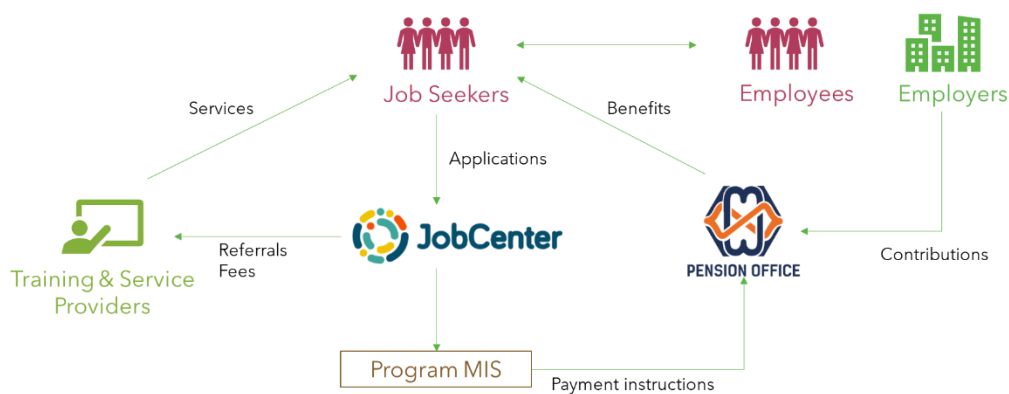 Job Seekers
Employees
Employers
Services
Benefits
Applications
JobCenter
PENSION OFFICE
Contributions
Referrals
Fees
Training & Service
Providers
Program MIS
Payment instructions